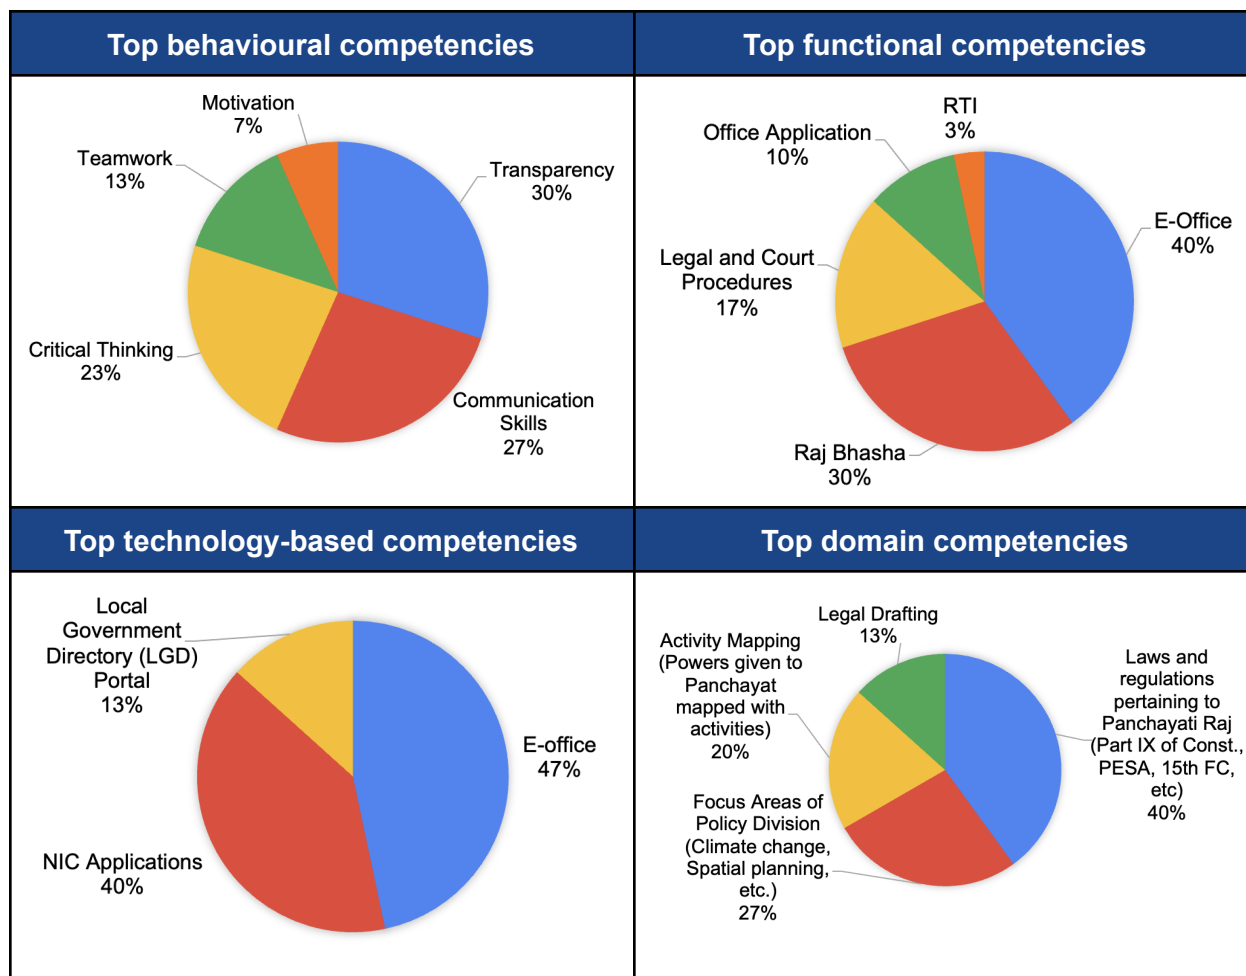 Top behavioural competencies
Top functional competencies
Motivation
7%
Teamwork
13%
Transparency
30%
Critical Thinking
23%
Communication
Skills
27%
RTI
3%
Office Application
10%
E-Office
40%
Legal and Court
Procedures
17%
Raj Bhasha
30%
Top technology-based competencies
Top domain competencies
Local
Government
Directory (LGD)
Portal
13%
E-office
47%
NIC Applications
40%
Legal Drafting
13%
Activity Mapping
(Powers given to
Panchayat
mapped with
activities)
20%
Laws and
regulations
pertaining to
Panchayati Raj
(Part IX of Const.,
PESA, 15th FC,
etc)
40%
Focus Areas of
Policy Division
(Climate change,
Spatial planning,
etc.)
27%